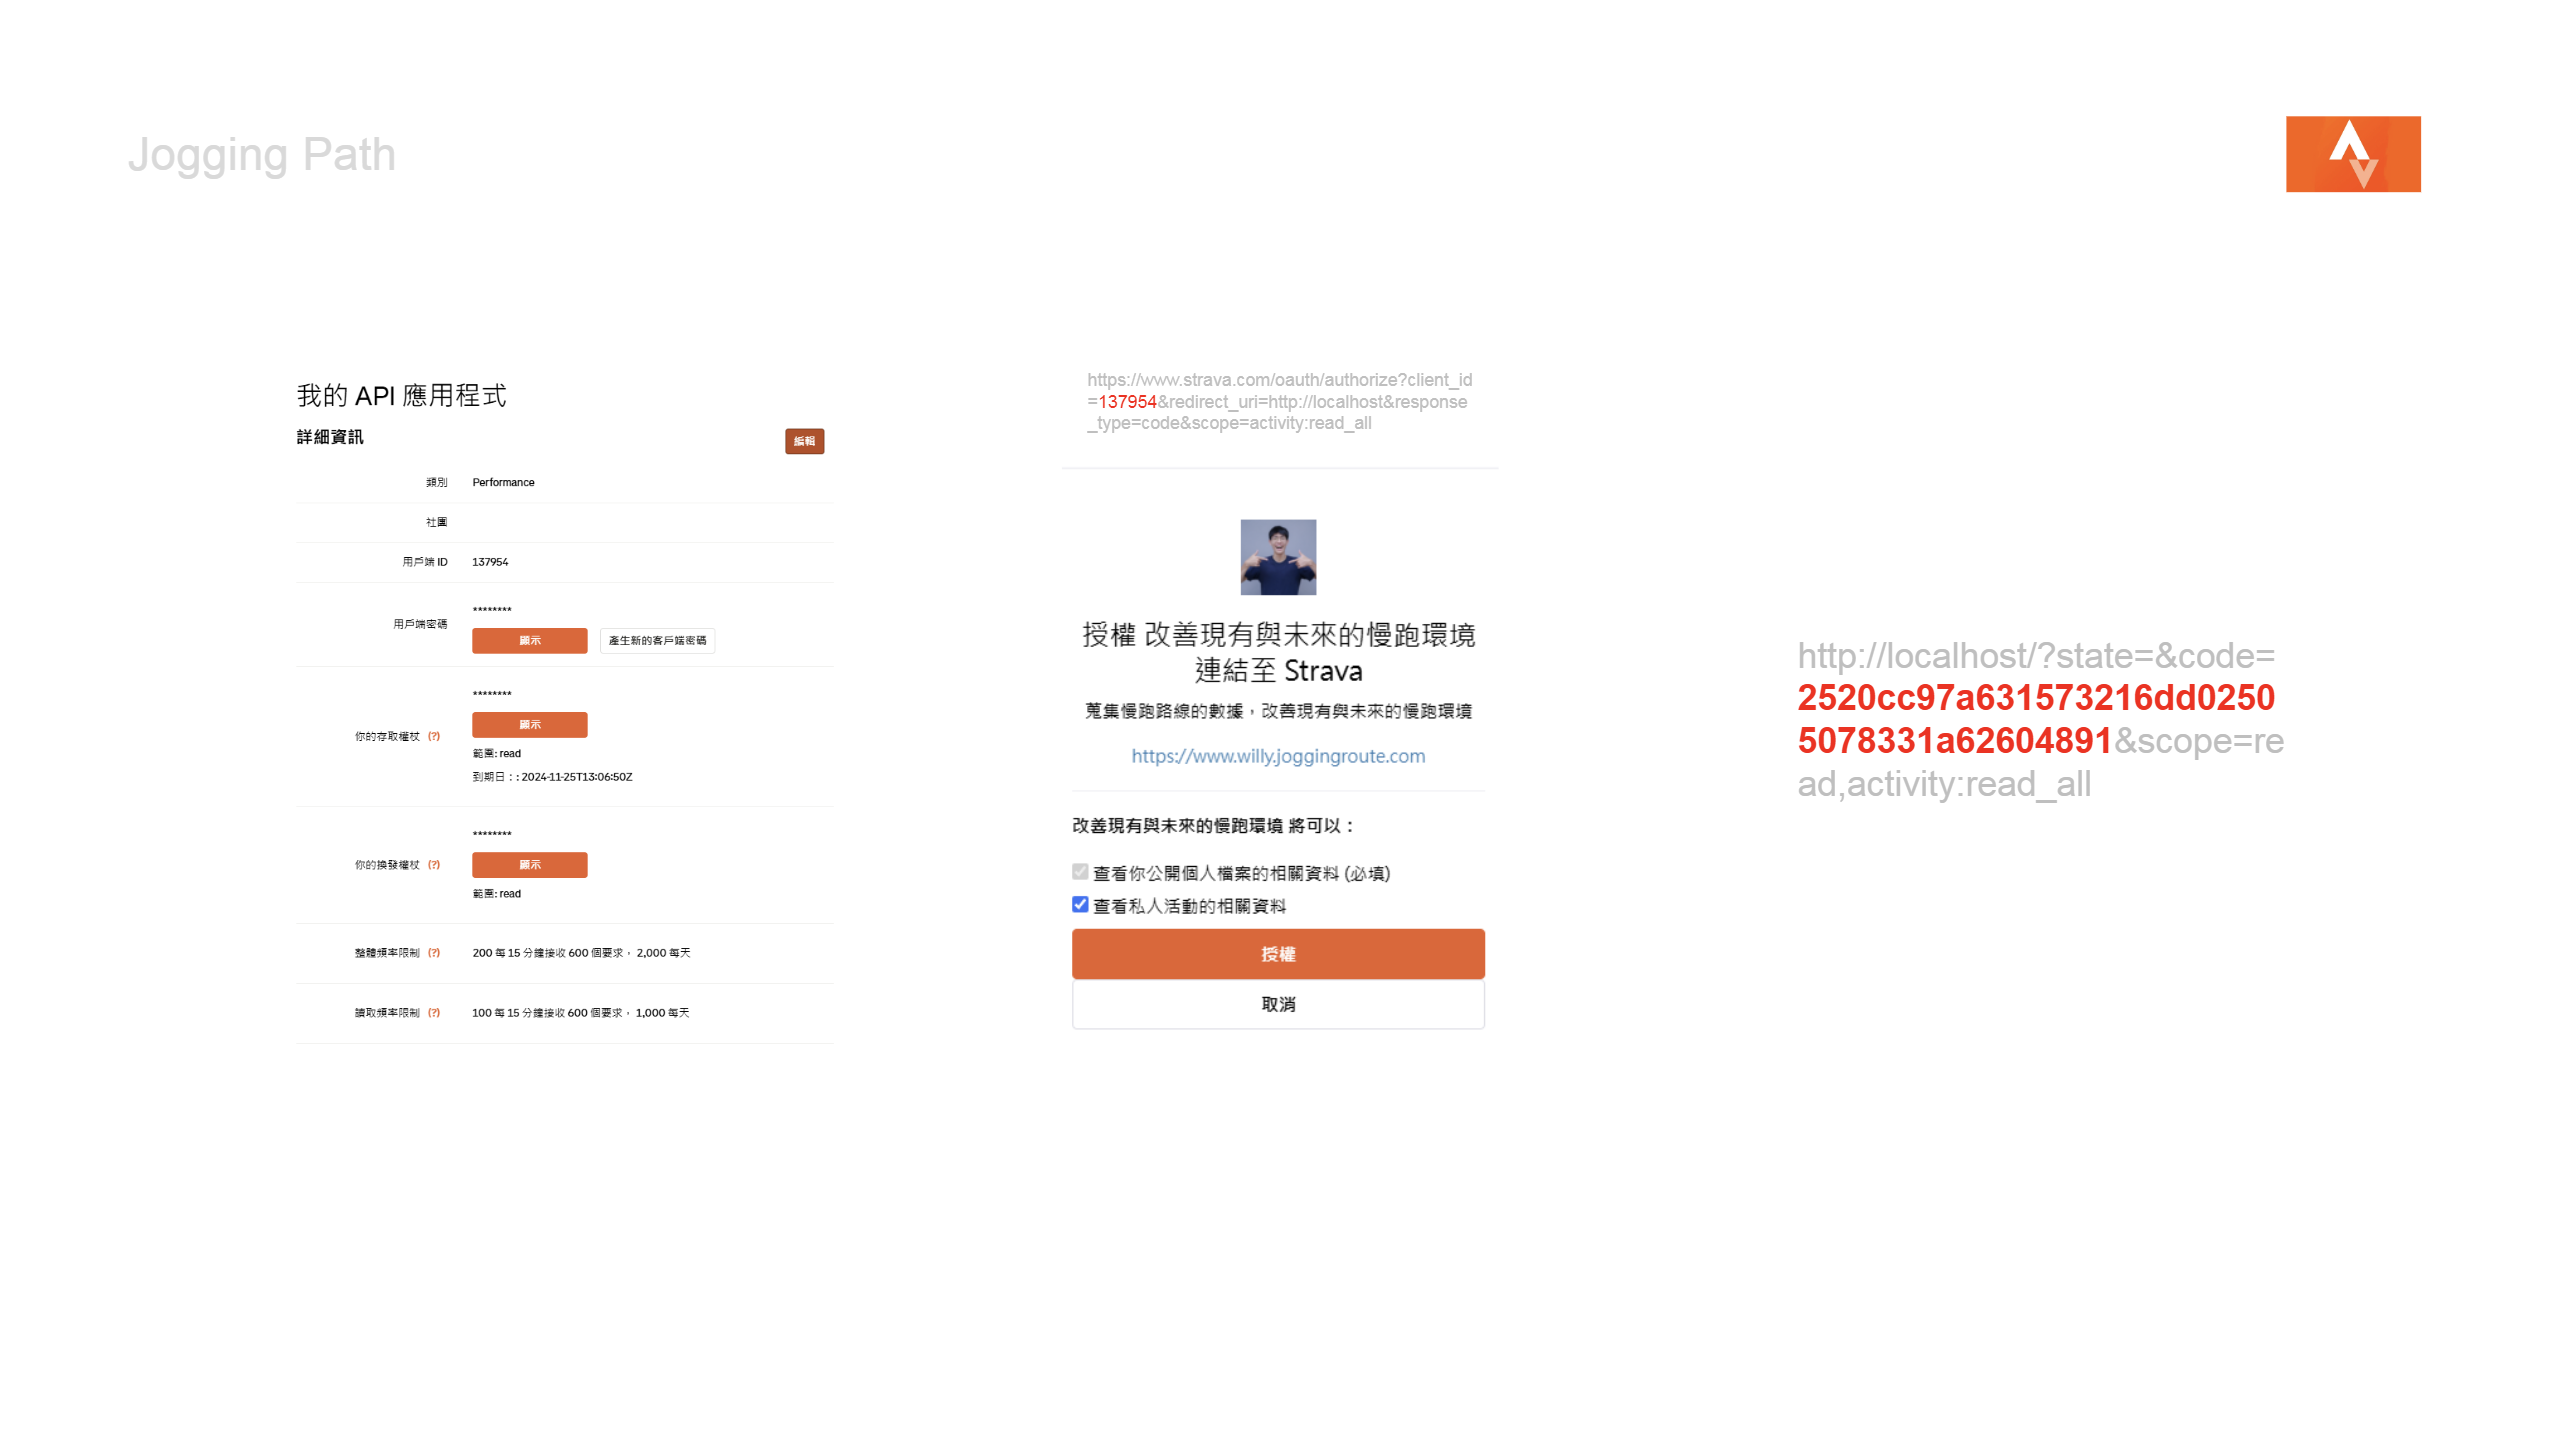 Jogging Path
我的 API 應用程式
詳細資訊
編輯
類別 Performance
社團
用戶端 ID 137954
用戶端密碼 ********
顯示 產生新的客戶端密碼
********
你的存取權杖 (?) 顯示
範圍: read
到期日：: 2024-11-25T13:06:50Z
********
你的換發權杖 (?) 顯示
範圍: read
整體頻率限制 (?) 200 每 15 分鐘接收 600 個要求， 2,000 每天
讀取頻率限制 (?) 100 每 15 分鐘接收 600 個要求， 1,000 每天
https://www.strava.com/oauth/authorize?client_id
=137954&redirect_uri=http://localhost&response
_type=code&scope=activity:read_all
授權 改善現有與未來的慢跑環境
連結至 Strava
蒐集慢跑路線的數據，改善現有與未來的慢跑環境
https://www.willy.joggingroute.com
改善現有與未來的慢跑環境 將可以：
查看你公開個人檔案的相關資料 (必填)
查看私人活動的相關資料
授權
取消
http://localhost/?state=&code=
2520cc97a631573216dd0250
5078331a62604891&scope=re
ad,activity:read_all